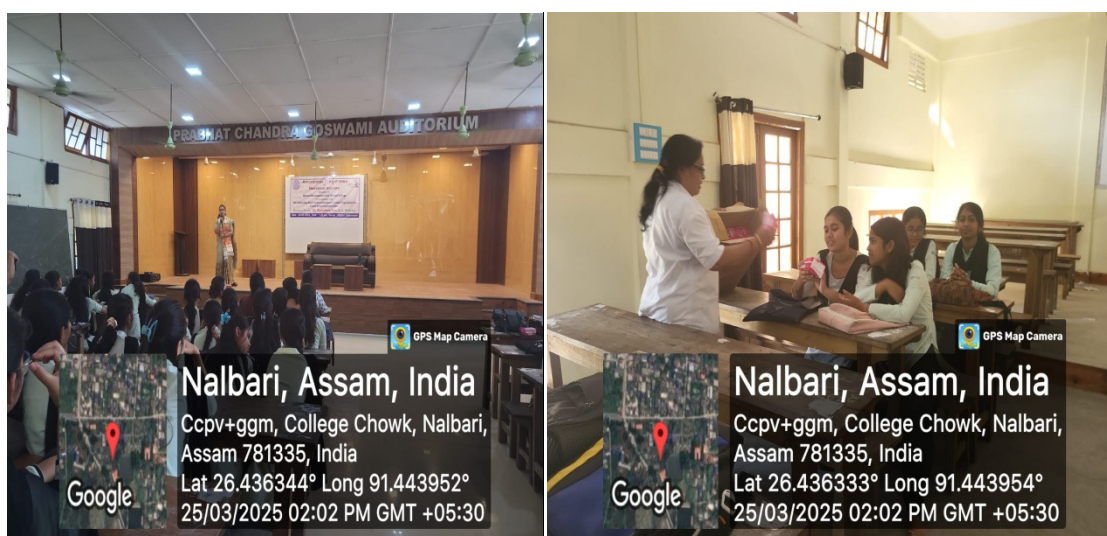 PRABHAT CHANDRA GOSWAMI AUDITORIUM
GPS Map Camera
Nalbari, Assam, India
Ccpv+ggm, College Chowk, Nalbari,
Assam 781335, India
Lat 26.436344° Long 91.443952°
25/03/2025 02:02 PM GMT +05:30
Google
GPS Map Camera
Nalbari, Assam, India
Ccpv+ggm, College Chowk, Nalbari,
Assam 781335, India
Lat 26.436333° Long 91.443954°
25/03/2025 02:02 PM GMT +05:30
Google